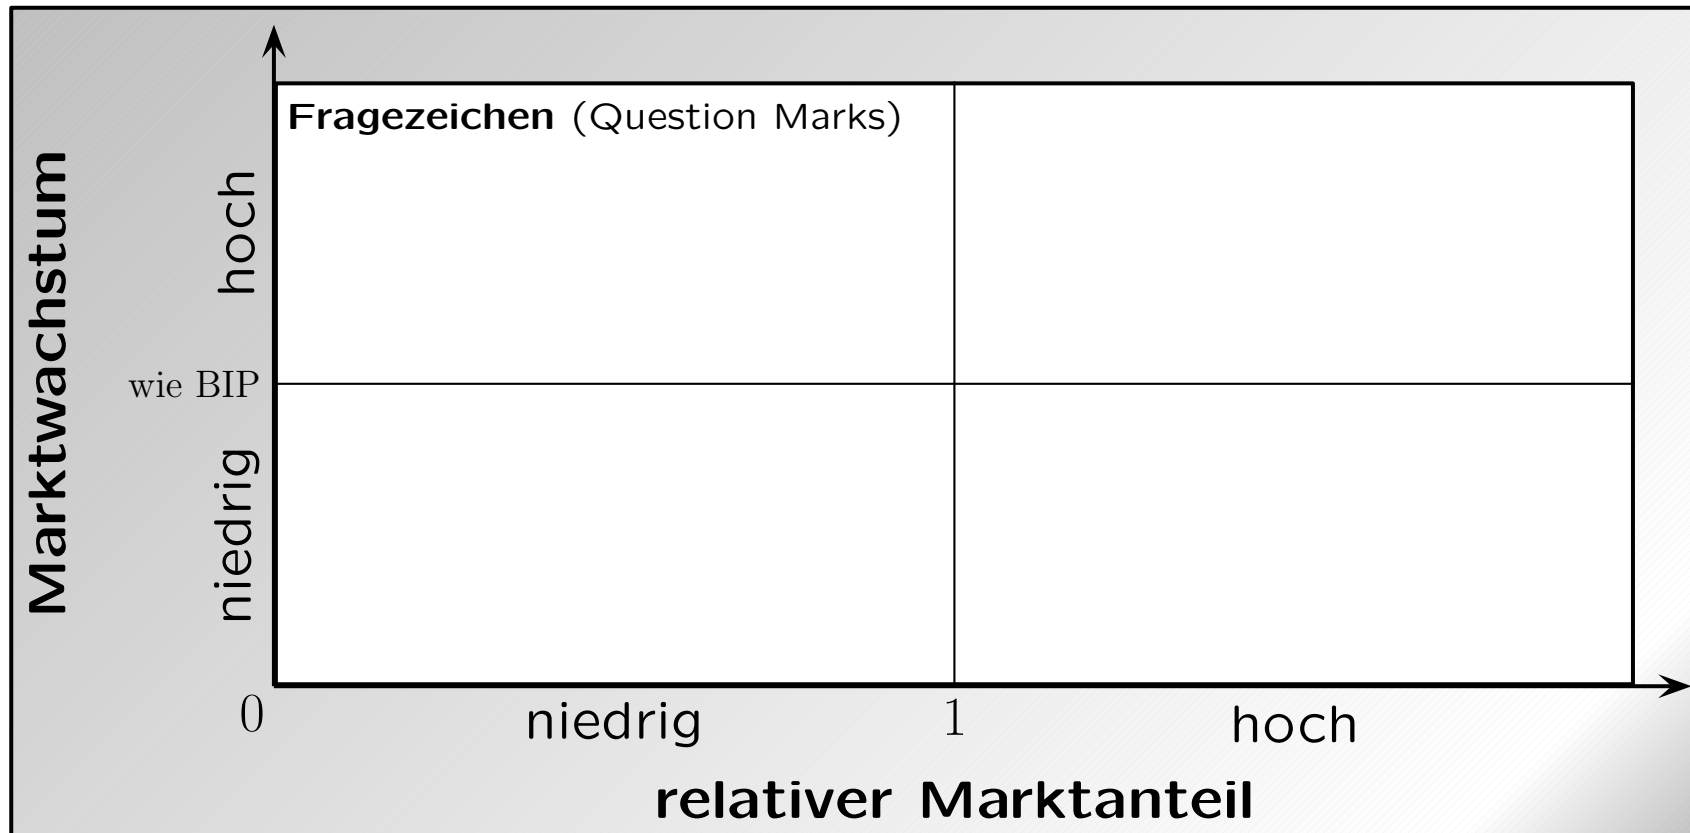 Fragezeichen (Question Marks)
Marktwachstum
hoch
wie BIP
niedrig
0
niedrig
1
hoch
relativer Marktanteil